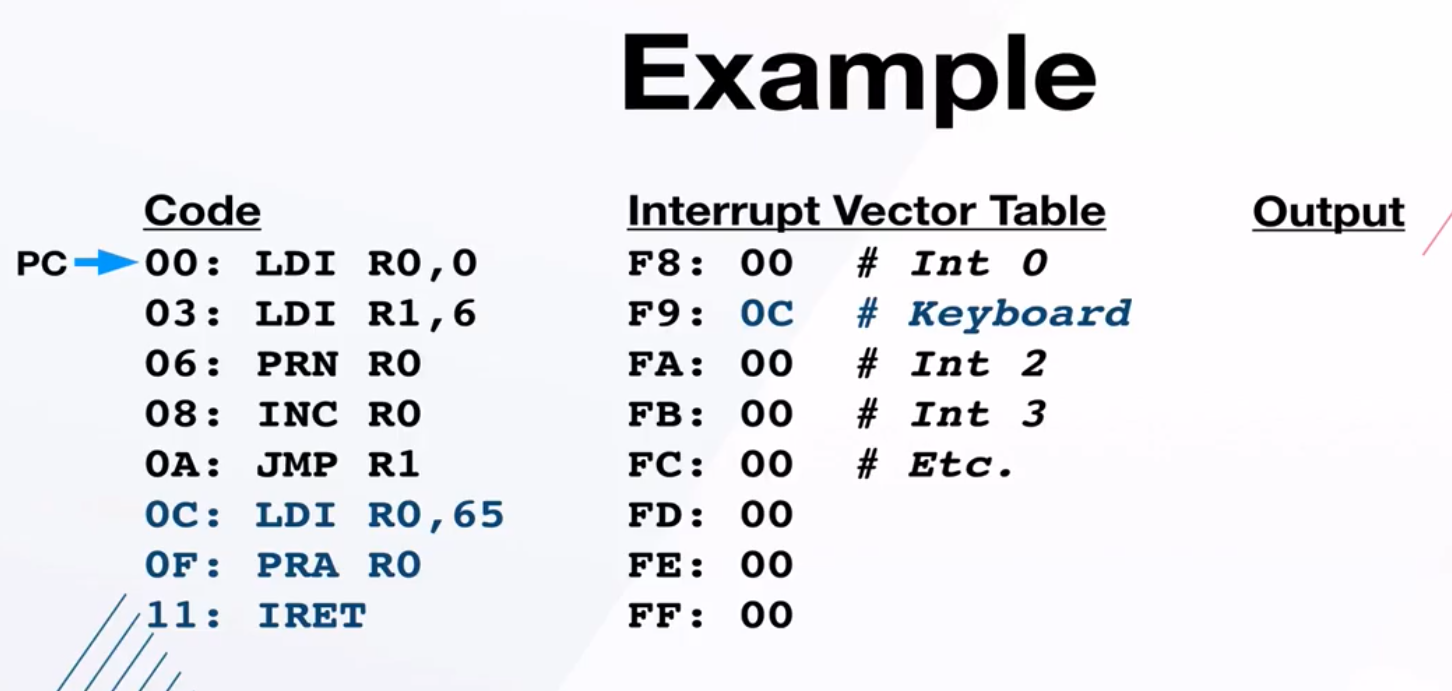 Example
Code
PC 00: LDI R0,0
03: LDI R1,6
06: PRN R0
08: INC R0
0A: JMP R1
0C: LDI R0,65
0F: PRA R0
11: IRET
Interrupt Vector Table
F8: 00 # Int 0
F9: 0C # Keyboard
FA: 00 # Int 2
FB: 00 # Int 3
FC: 00 # Etc.
FD: 00
FE: 00
FF: 00
Output